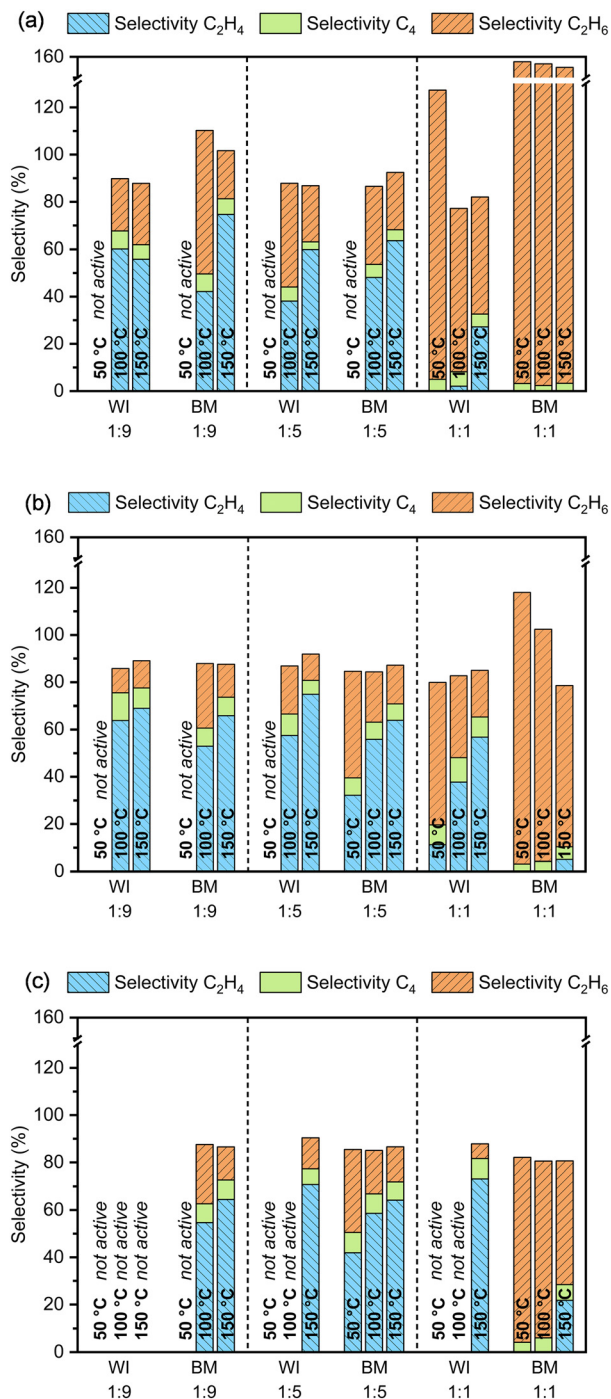 (a) Selectivity C₂H₄ Selectivity C₄ Selectivity C₂H₆
160
120
100
80
60
40
20
0
Selectivity (%)
50 °C not active 100 °C 150 °C 50 °C not active 100 °C 150 °C 50 °C not active 100 °C 150 °C 50 °C not active 100 °C 150 °C 50 °C 100 °C 150 °C 50 °C 100 °C 150 °C
WI BM WI BM WI BM
1:9 1:9 1:5 1:5 1:1 1:1
(b) Selectivity C₂H₄ Selectivity C₄ Selectivity C₂H₆
160
120
100
80
60
40
20
0
Selectivity (%)
50 °C not active 100 °C 150 °C 50 °C not active 100 °C 150 °C 50 °C not active 100 °C 150 °C 50 °C 100 °C 150 °C 50 °C 100 °C 150 °C 50 °C 100 °C 150 °C
WI BM WI BM WI BM
1:9 1:9 1:5 1:5 1:1 1:1
(c) Selectivity C₂H₄ Selectivity C₄ Selectivity C₂H₆
160
120
100
80
60
40
20
0
Selectivity (%)
50 °C not active 100 °C not active 150 °C not active 50 °C not active 100 °C 150 °C 50 °C not active 100 °C not active 150 °C 50 °C 100 °C 150 °C 50 °C not active 100 °C not active 150 °C 50 °C 100 °C 150 °C
WI BM WI BM WI BM
1:9 1:9 1:5 1:5 1:1 1:1